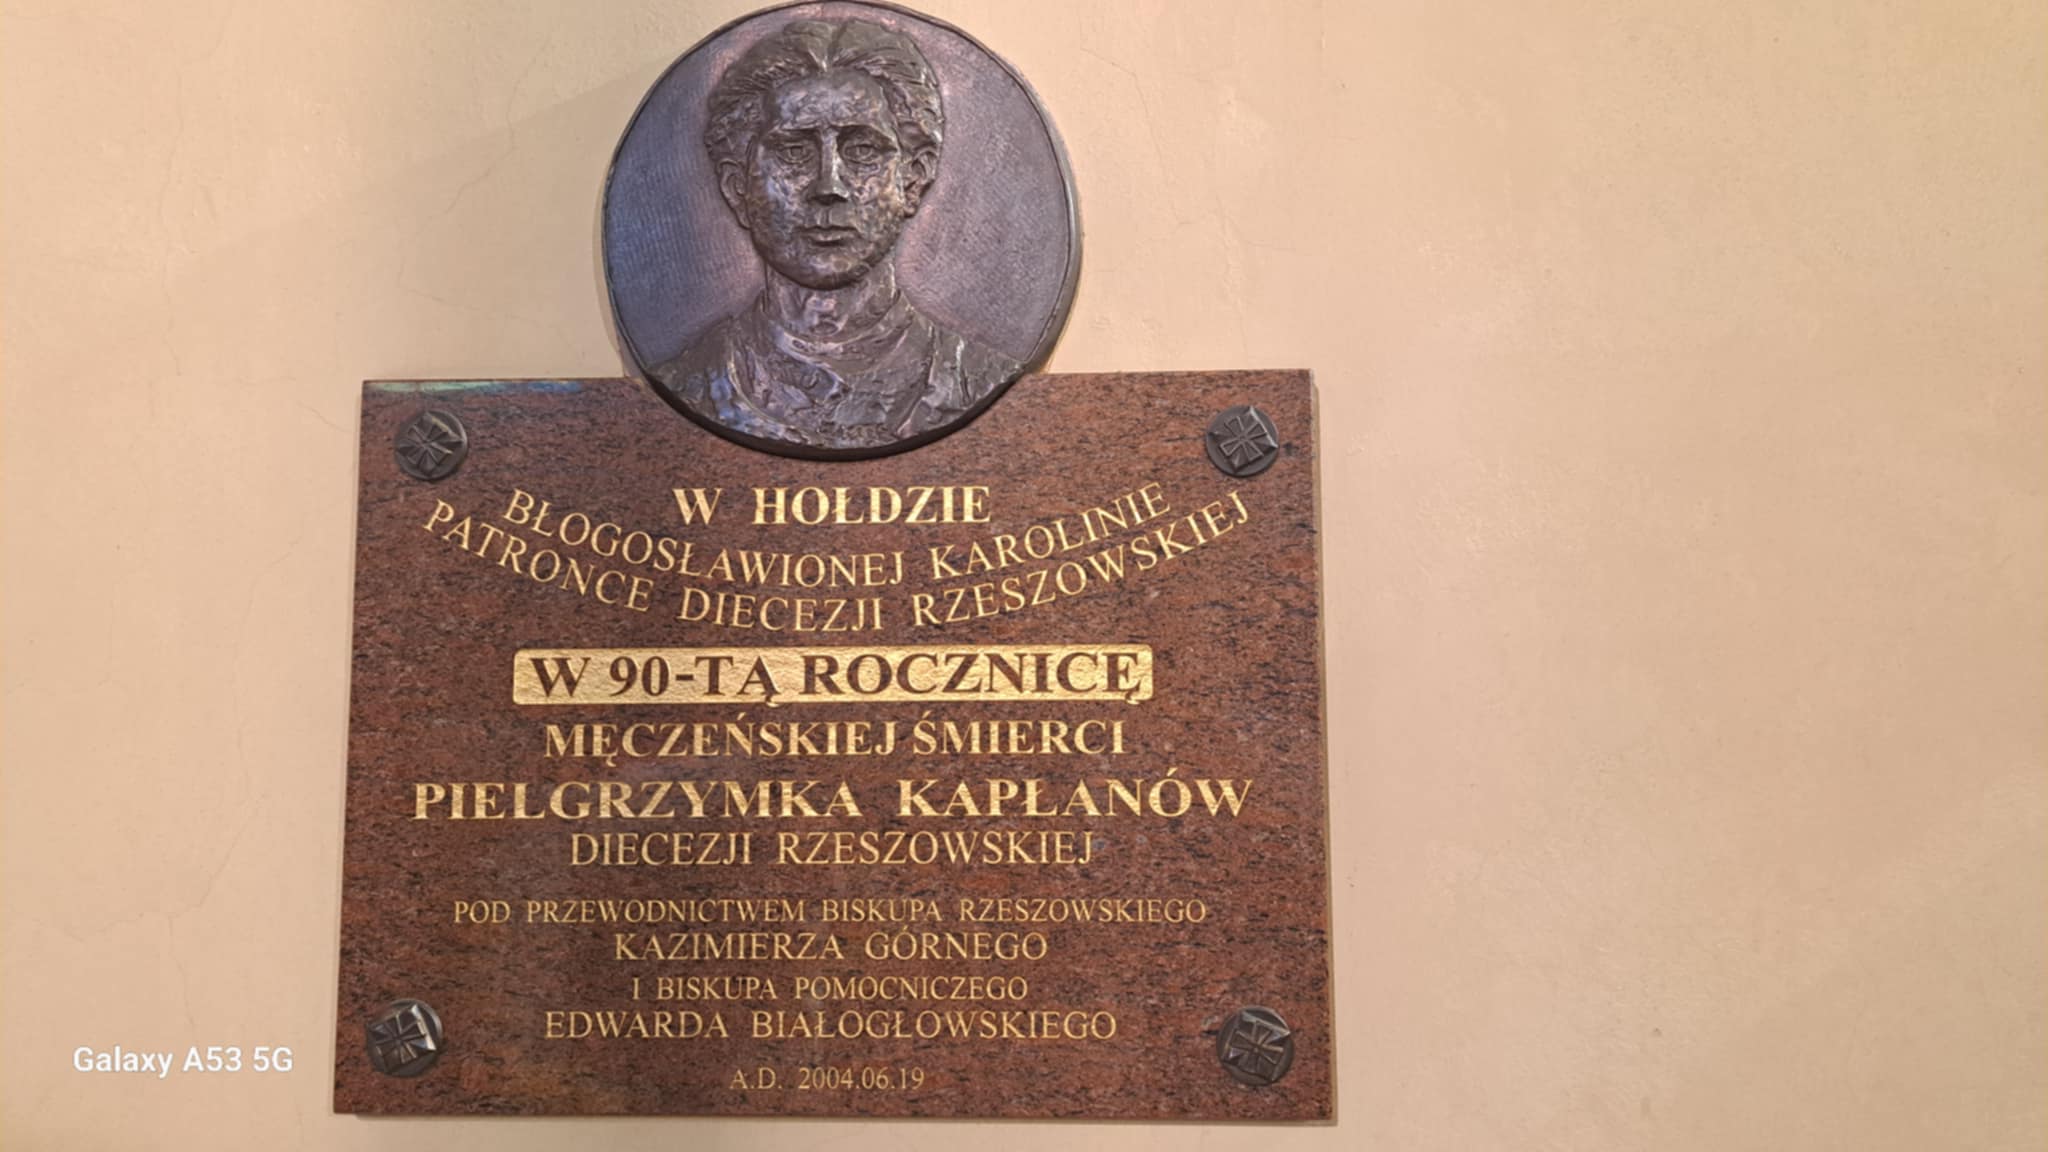 W HOŁDZIE
BŁOGOSŁAWIONEJ KAROLINIE
PATRONCE DIECEZJI RZESZOWSKIEJ
W 90-TĄ ROCZNICĘ
MĘCZEŃSKIEJ ŚMIERCI
PIELGRZYMKA KAPŁANÓW
DIECEZJI RZESZOWSKIEJ
POD PRZEWODNICTWEM BISKUPA RZESZOWSKIEGO
KAZIMIERZA GÓRNEGO
I BISKUPA POMOCNICZEGO
EDWARDA BIAŁOGŁOWSKIEGO
A.D. 2004.06.19
Galaxy A53 5G